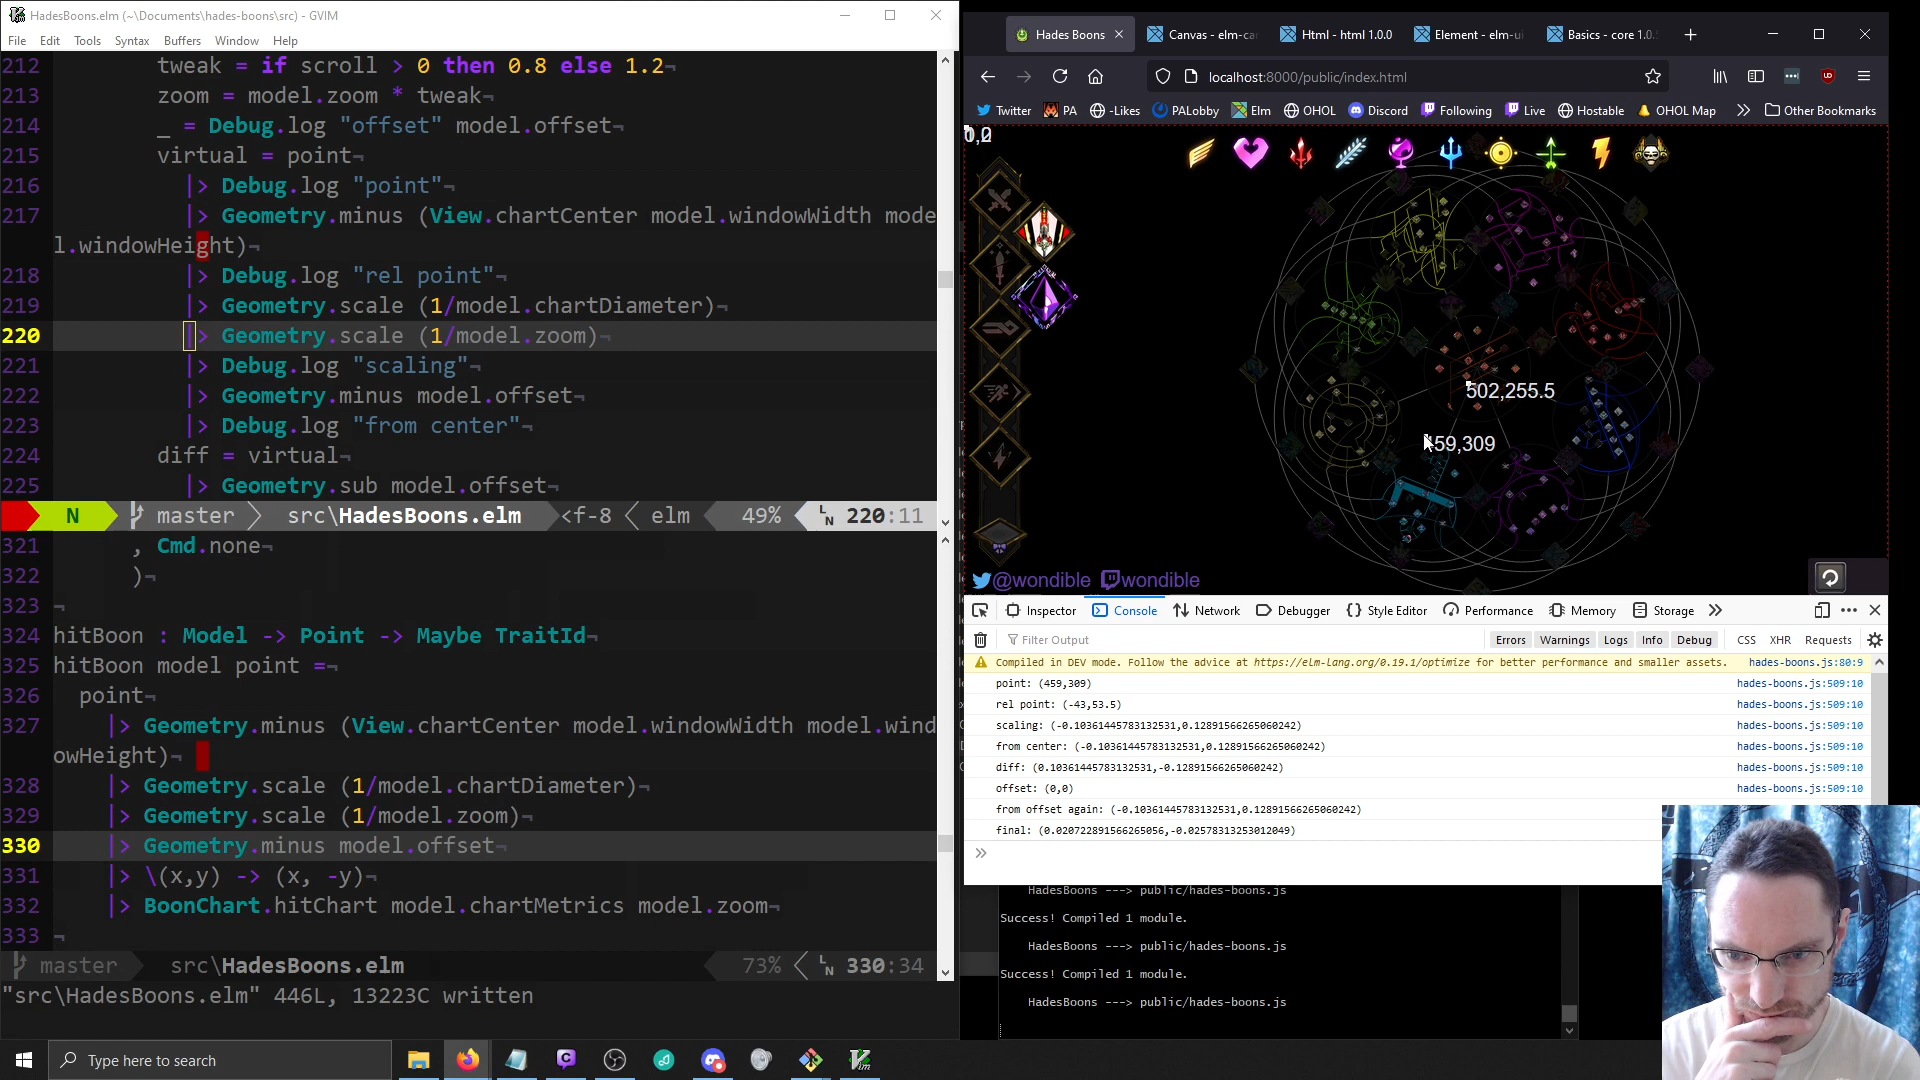 HadesBoons.elm (~\Documents\hades-boons\src) - GVIM
File Edit Tools Syntax Buffers Window Help
212 tweak = if scroll > 0 then 0.8 else 1.2¬
213 zoom = model.zoom * tweak¬
214 _ = Debug.log "offset" model.offset¬
215 virtual = point¬
216 |> Debug.log "point"¬
217 |> Geometry.minus (View.chartCenter model.windowWidth mode
l.windowHeight)¬
218 |> Debug.log "rel point"¬
219 |> Geometry.scale (1/model.chartDiameter)¬
220 |> Geometry.scale (1/model.zoom)¬
221 |> Debug.log "scaling"¬
222 |> Geometry.minus model.offset¬
223 |> Debug.log "from center"¬
224 diff = virtual¬
225 |> Geometry.sub model.offset¬
N master src\HadesBoons.elm <f-8 elm 49% LN 220:11
321 , Cmd.none¬
322 )¬
323 ¬
324 hitBoon : Model -> Point -> Maybe TraitId¬
325 hitBoon model point =¬
326 point¬
327 |> Geometry.minus (View.chartCenter model.windowWidth model.wind
owHeight)¬
328 |> Geometry.scale (1/model.chartDiameter)¬
329 |> Geometry.scale (1/model.zoom)¬
330 |> Geometry.minus model.offset¬
331 |> \(x,y) -> (x, -y)¬
332 |> BoonChart.hitChart model.chartMetrics model.zoom¬
333 ¬
master src\HadesBoons.elm 73% LN 330:34
"src\HadesBoons.elm" 446L, 13223C written
Hades Boons
Canvas - elm-ca
Html - html 1.0.0
Element - elm-u
Basics - core 1.0.
localhost:8000/public/index.html
Twitter PA -Likes PALobby Elm OHOL Discord Following Live Hostable OHOL Map Other Bookmarks
502,255.5
459,309
@wondible wondible
Inspector Console Network Debugger Style Editor Performance Memory Storage
Filter Output
Errors Warnings Logs Info Debug CSS XHR Requests
Compiled in DEV mode. Follow the advice at https://elm-lang.org/0.19.1/optimize for better performance and smaller assets. hades-boons.js:80:9
point: (459,309) hades-boons.js:509:10
rel point: (-43,53.5) hades-boons.js:509:10
scaling: (-0.10361445783132531,0.12891566265060242) hades-boons.js:509:10
from center: (-0.10361445783132531,0.12891566265060242) hades-boons.js:509:10
diff: (0.10361445783132531,-0.12891566265060242) hades-boons.js:509:10
offset: (0,0) hades-boons.js:509:10
from offset again: (-0.10361445783132531,0.12891566265060242)
final: (0.020722891566265056,-0.02578313253012049)
HadesBoons ---> public/hades-boons.js
Success! Compiled 1 module.
HadesBoons ---> public/hades-boons.js
Success! Compiled 1 module.
HadesBoons ---> public/hades-boons.js
Type here to search